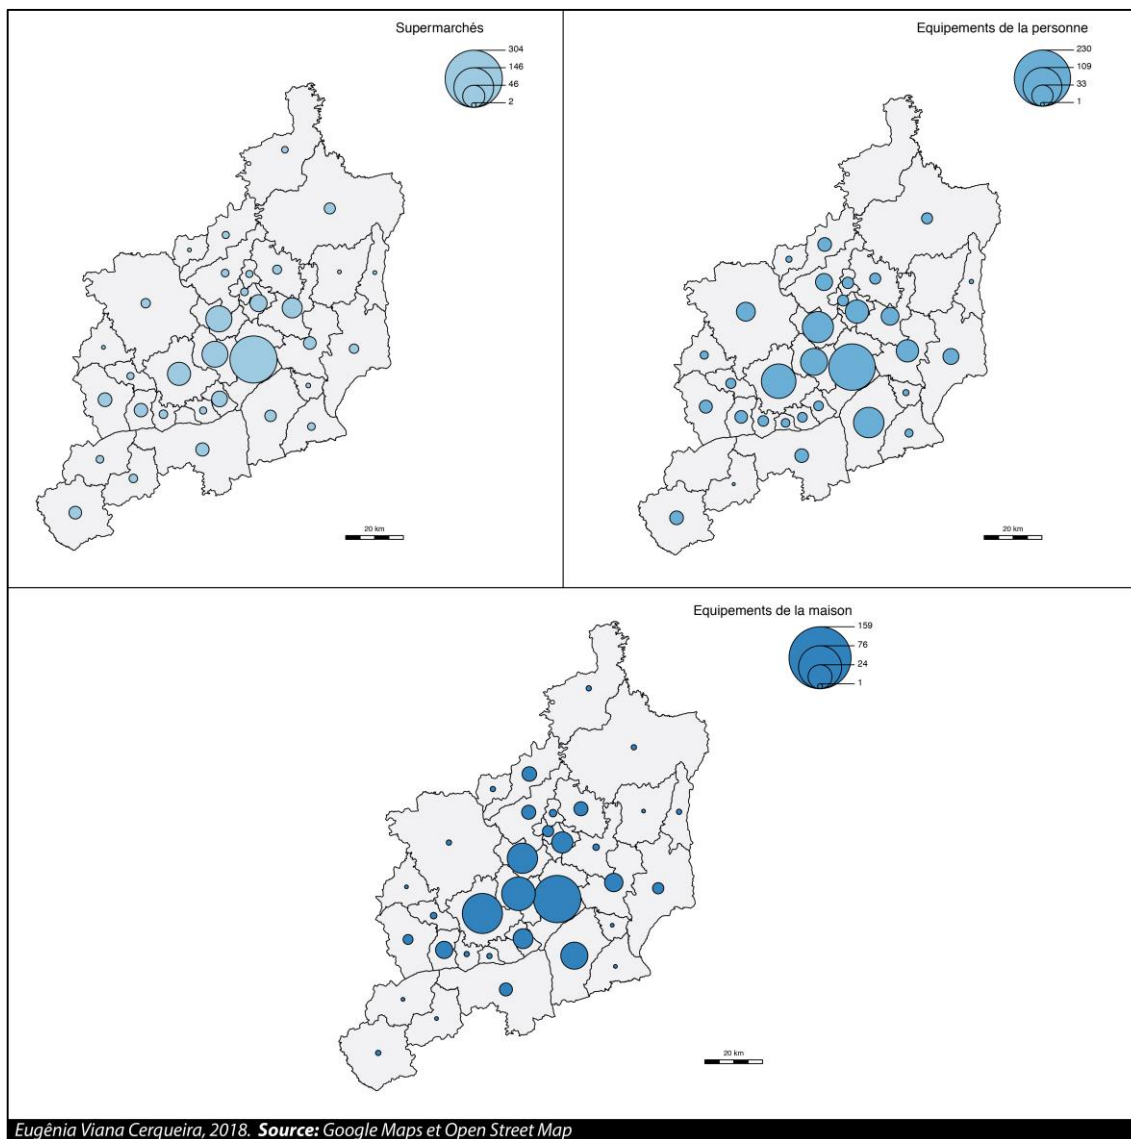 Supermarchés
304
146
46
2
20 km
Equipements de la personne
230
109
33
1
20 km
Equipements de la maison
159
76
24
1
20 km
Eugênia Viana Cerqueira, 2018. Source: Google Maps et Open Street Map